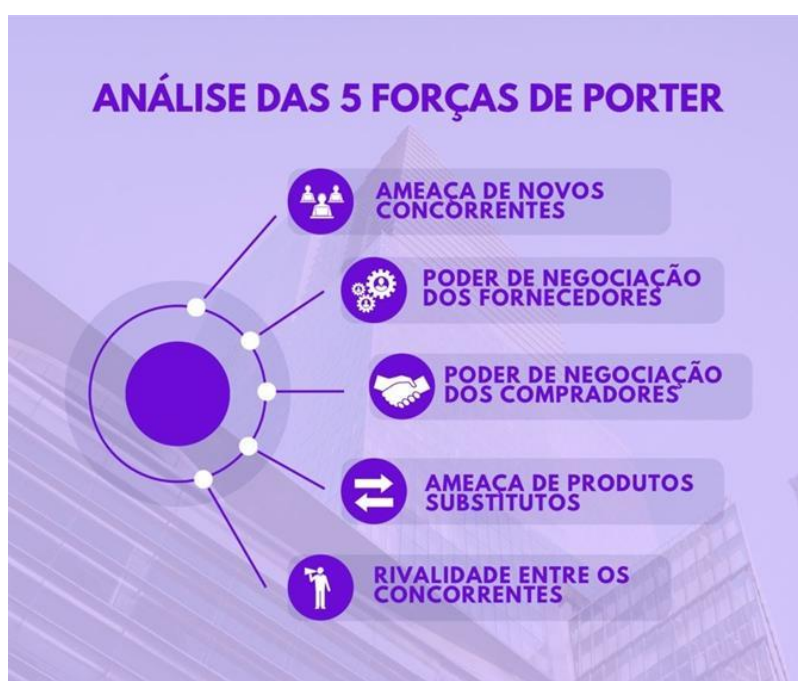 ANÁLISE DAS 5 FORÇAS DE PORTER
AMEAÇA DE NOVOS
CONCORRENTES
PODER DE NEGOCIAÇÃO
DOS FORNECEDORES
PODER DE NEGOCIAÇÃO
DOS COMPRADORES
AMEAÇA DE PRODUTOS
SUBSTITUTOS
RIVALIDADE ENTRE OS
CONCORRENTES